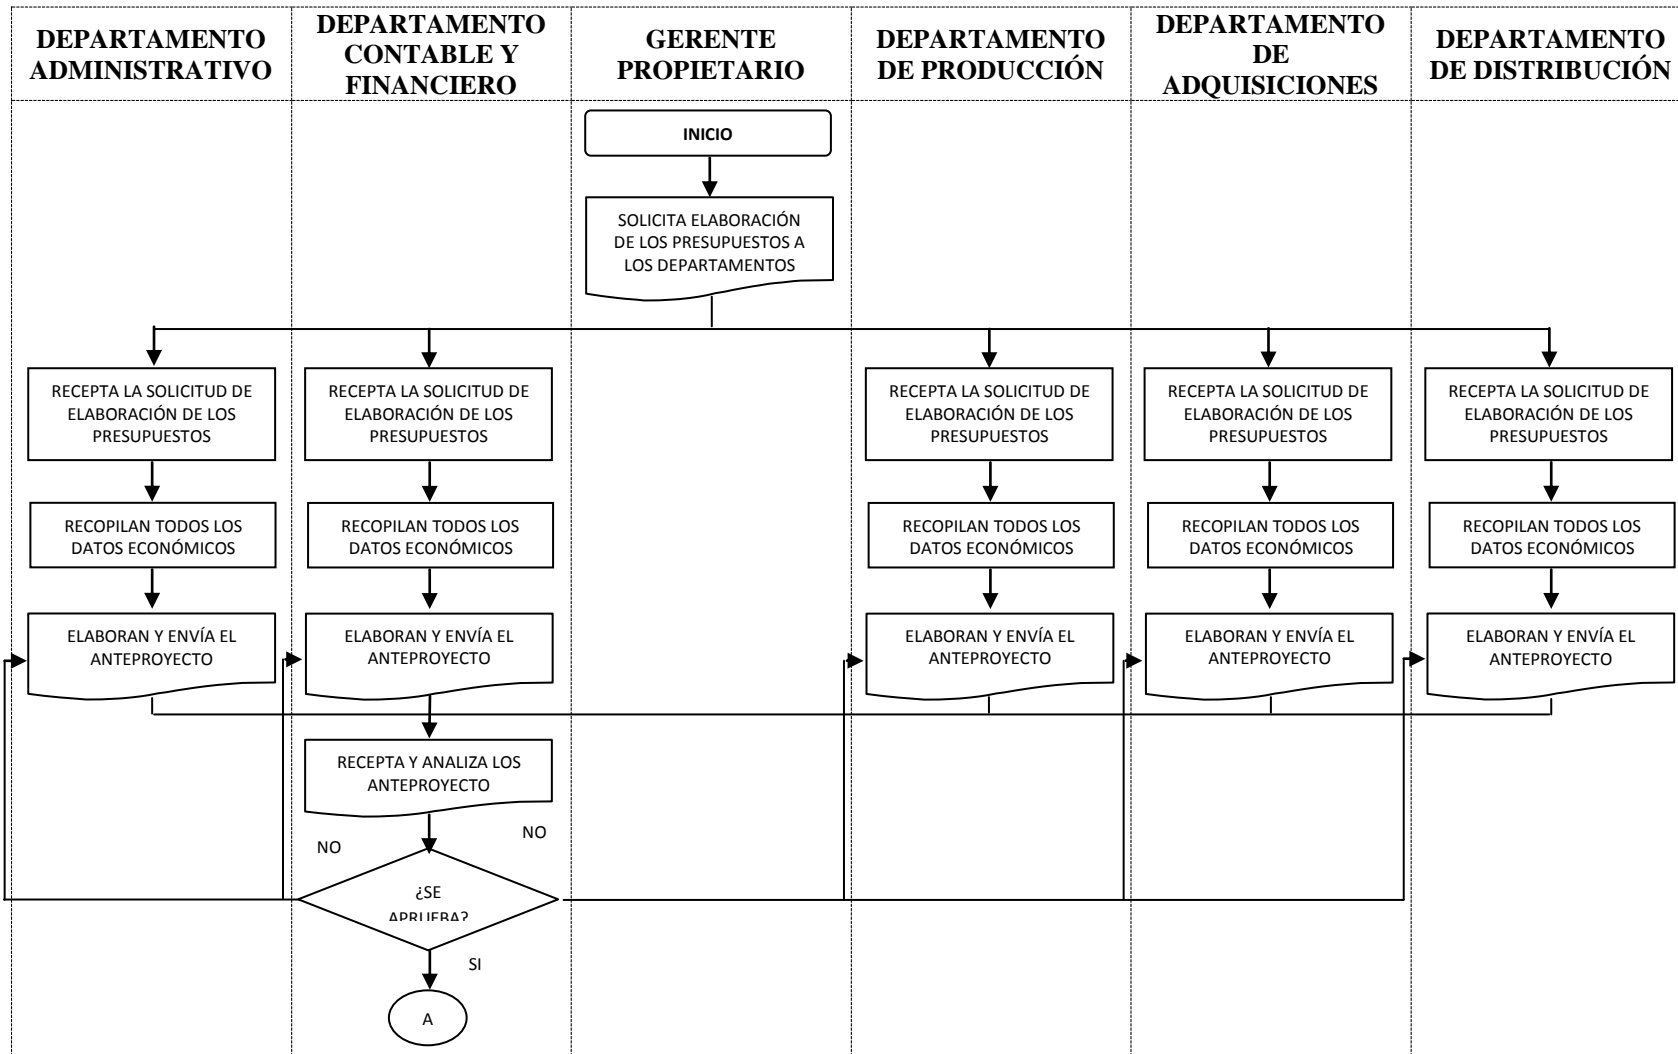 DEPARTAMENTO
ADMINISTRATIVO
DEPARTAMENTO
CONTABLE Y
FINANCIERO
GERENTE
PROPIETARIO
DEPARTAMENTO
DE PRODUCCIÓN
DEPARTAMENTO
DE
ADQUISICIONES
DEPARTAMENTO
DE DISTRIBUCIÓN
INICIO
SOLICITA ELABORACIÓN
DE LOS PRESUPUESTOS A
LOS DEPARTAMENTOS
RECEPTA LA SOLICITUD DE
ELABORACIÓN DE LOS
PRESUPUESTOS
RECEPTA LA SOLICITUD DE
ELABORACIÓN DE LOS
PRESUPUESTOS
RECEPTA LA SOLICITUD DE
ELABORACIÓN DE LOS
PRESUPUESTOS
RECEPTA LA SOLICITUD DE
ELABORACIÓN DE LOS
PRESUPUESTOS
RECEPTA LA SOLICITUD DE
ELABORACIÓN DE LOS
PRESUPUESTOS
RECOPILAN TODOS LOS
DATOS ECONÓMICOS
RECOPILAN TODOS LOS
DATOS ECONÓMICOS
RECOPILAN TODOS LOS
DATOS ECONÓMICOS
RECOPILAN TODOS LOS
DATOS ECONÓMICOS
RECOPILAN TODOS LOS
DATOS ECONÓMICOS
ELABORAN Y ENVÍA EL
ANTEPROYECTO
ELABORAN Y ENVÍA EL
ANTEPROYECTO
ELABORAN Y ENVÍA EL
ANTEPROYECTO
ELABORAN Y ENVÍA EL
ANTEPROYECTO
ELABORAN Y ENVÍA EL
ANTEPROYECTO
RECEPTA Y ANALIZA LOS
ANTEPROYECTO
NO
NO
¿SE
APRUEBA?
SI
A